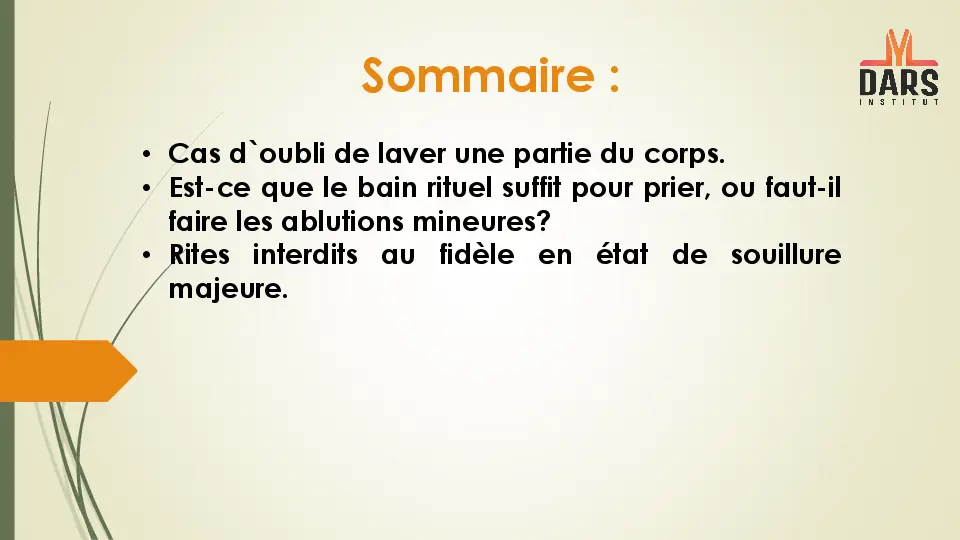 Sommaire :
DARS
INSTITUT
• Cas d`oubli de laver une partie du corps.
• Est-ce que le bain rituel suffit pour prier, ou faut-il
faire les ablutions mineures?
• Rites interdits au fidèle en état de souillure
majeure.